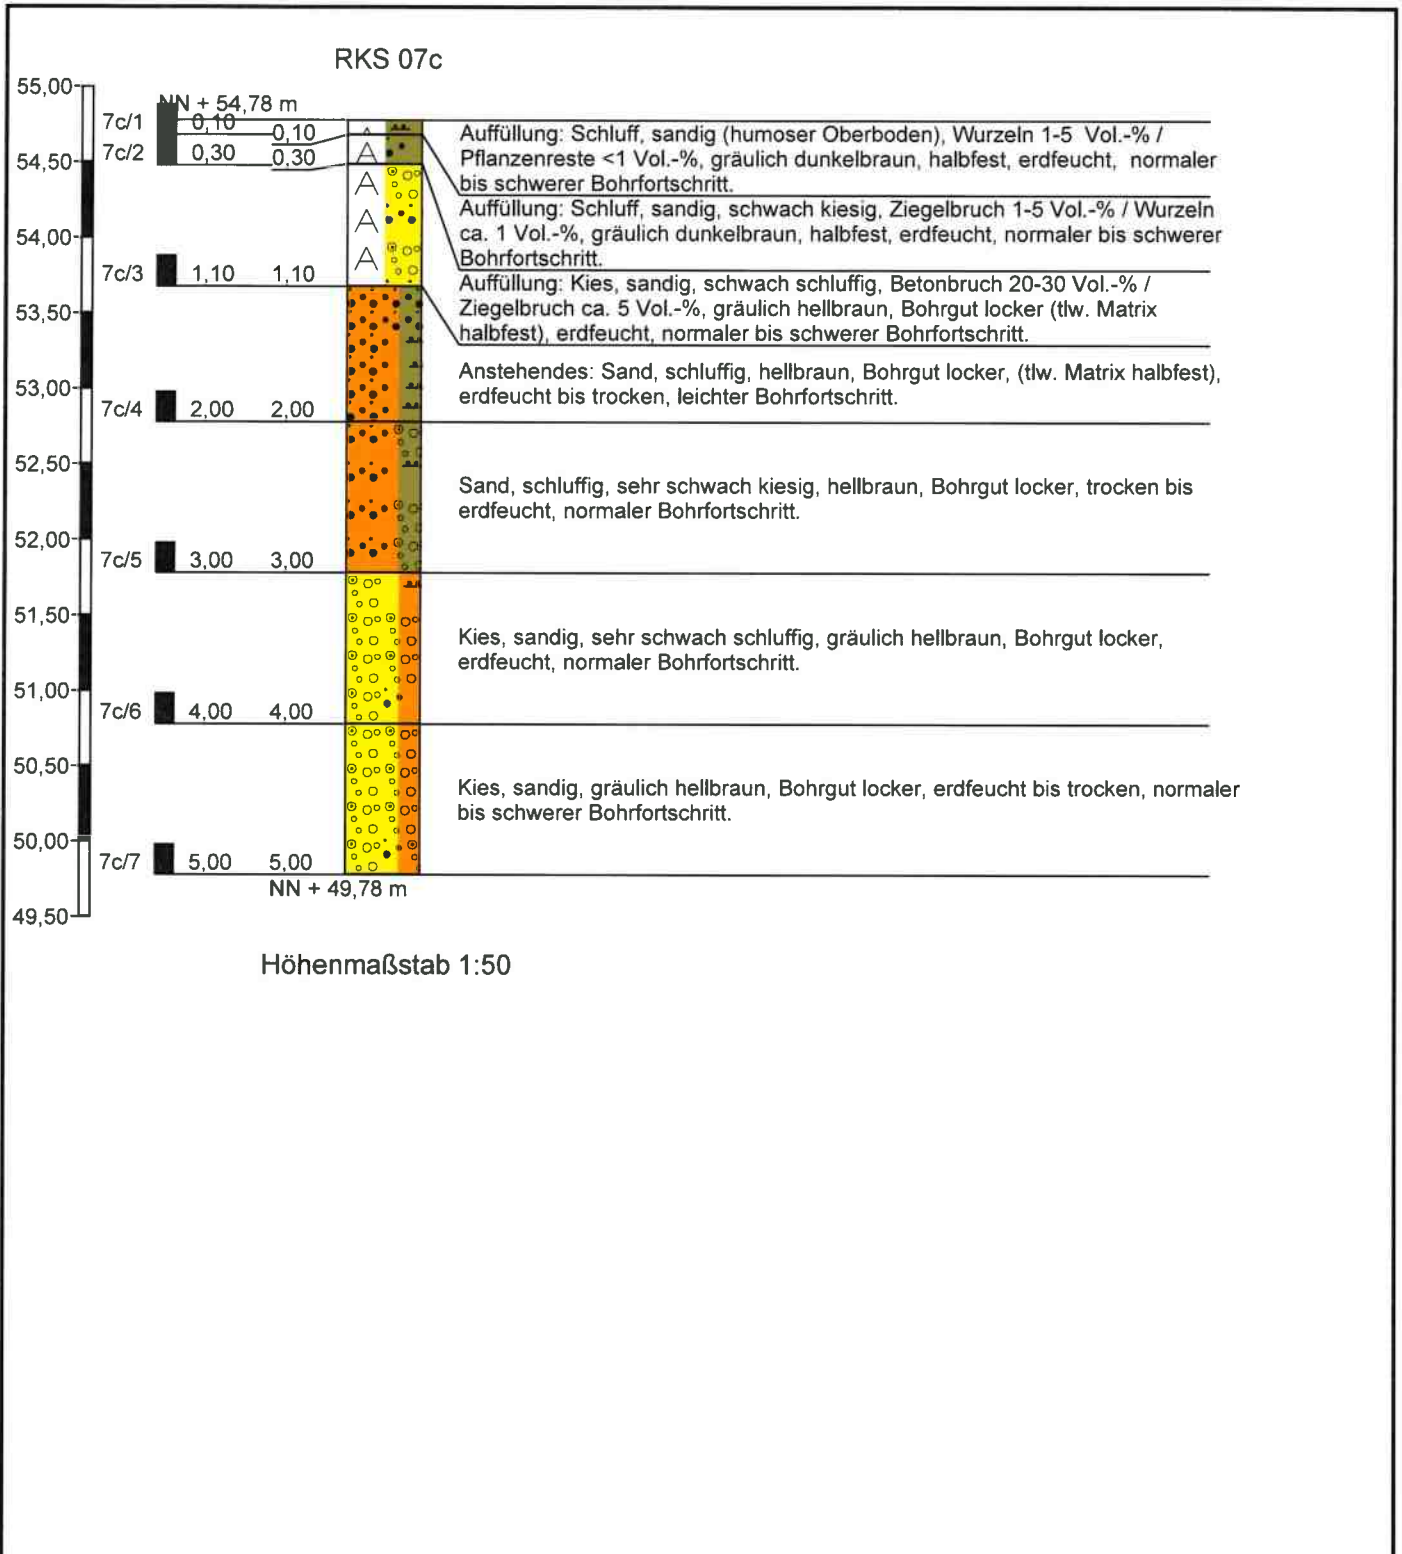 RKS 07c
55,00
NN + 54,78 m
7c/1 0,10 0,10
7c/2 0,30 0,30
54,50
54,00
7c/3 1,10 1,10
53,50
53,00
7c/4 2,00 2,00
52,50
52,00
7c/5 3,00 3,00
51,50
51,00
7c/6 4,00 4,00
50,50
50,00
7c/7 5,00 5,00
NN + 49,78 m
49,50
A
A
A
A
A
Auffüllung: Schluff, sandig (humoser Oberboden), Wurzeln 1-5 Vol.-% /
Pflanzenreste <1 Vol.-%, gräulich dunkelbraun, halbfest, erdfeucht, normaler
bis schwerer Bohrfortschritt.
Auffüllung: Schluff, sandig, schwach kiesig, Ziegelbruch 1-5 Vol.-% / Wurzeln
ca. 1 Vol.-%, gräulich dunkelbraun, halbfest, erdfeucht, normaler bis schwerer
Bohrfortschritt.
Auffüllung: Kies, sandig, schwach schluffig, Betonbruch 20-30 Vol.-% /
Ziegelbruch ca. 5 Vol.-%, gräulich hellbraun, Bohrgut locker (tlw. Matrix
halbfest), erdfeucht, normaler bis schwerer Bohrfortschritt.
Anstehendes: Sand, schluffig, hellbraun, Bohrgut locker, (tlw. Matrix halbfest),
erdfeucht bis trocken, leichter Bohrfortschritt.
Sand, schluffig, sehr schwach kiesig, hellbraun, Bohrgut locker, trocken bis
erdfeucht, normaler Bohrfortschritt.
Kies, sandig, sehr schwach schluffig, gräulich hellbraun, Bohrgut locker,
erdfeucht, normaler Bohrfortschritt.
Kies, sandig, gräulich hellbraun, Bohrgut locker, erdfeucht bis trocken, normaler
bis schwerer Bohrfortschritt.
Höhenmaßstab 1:50